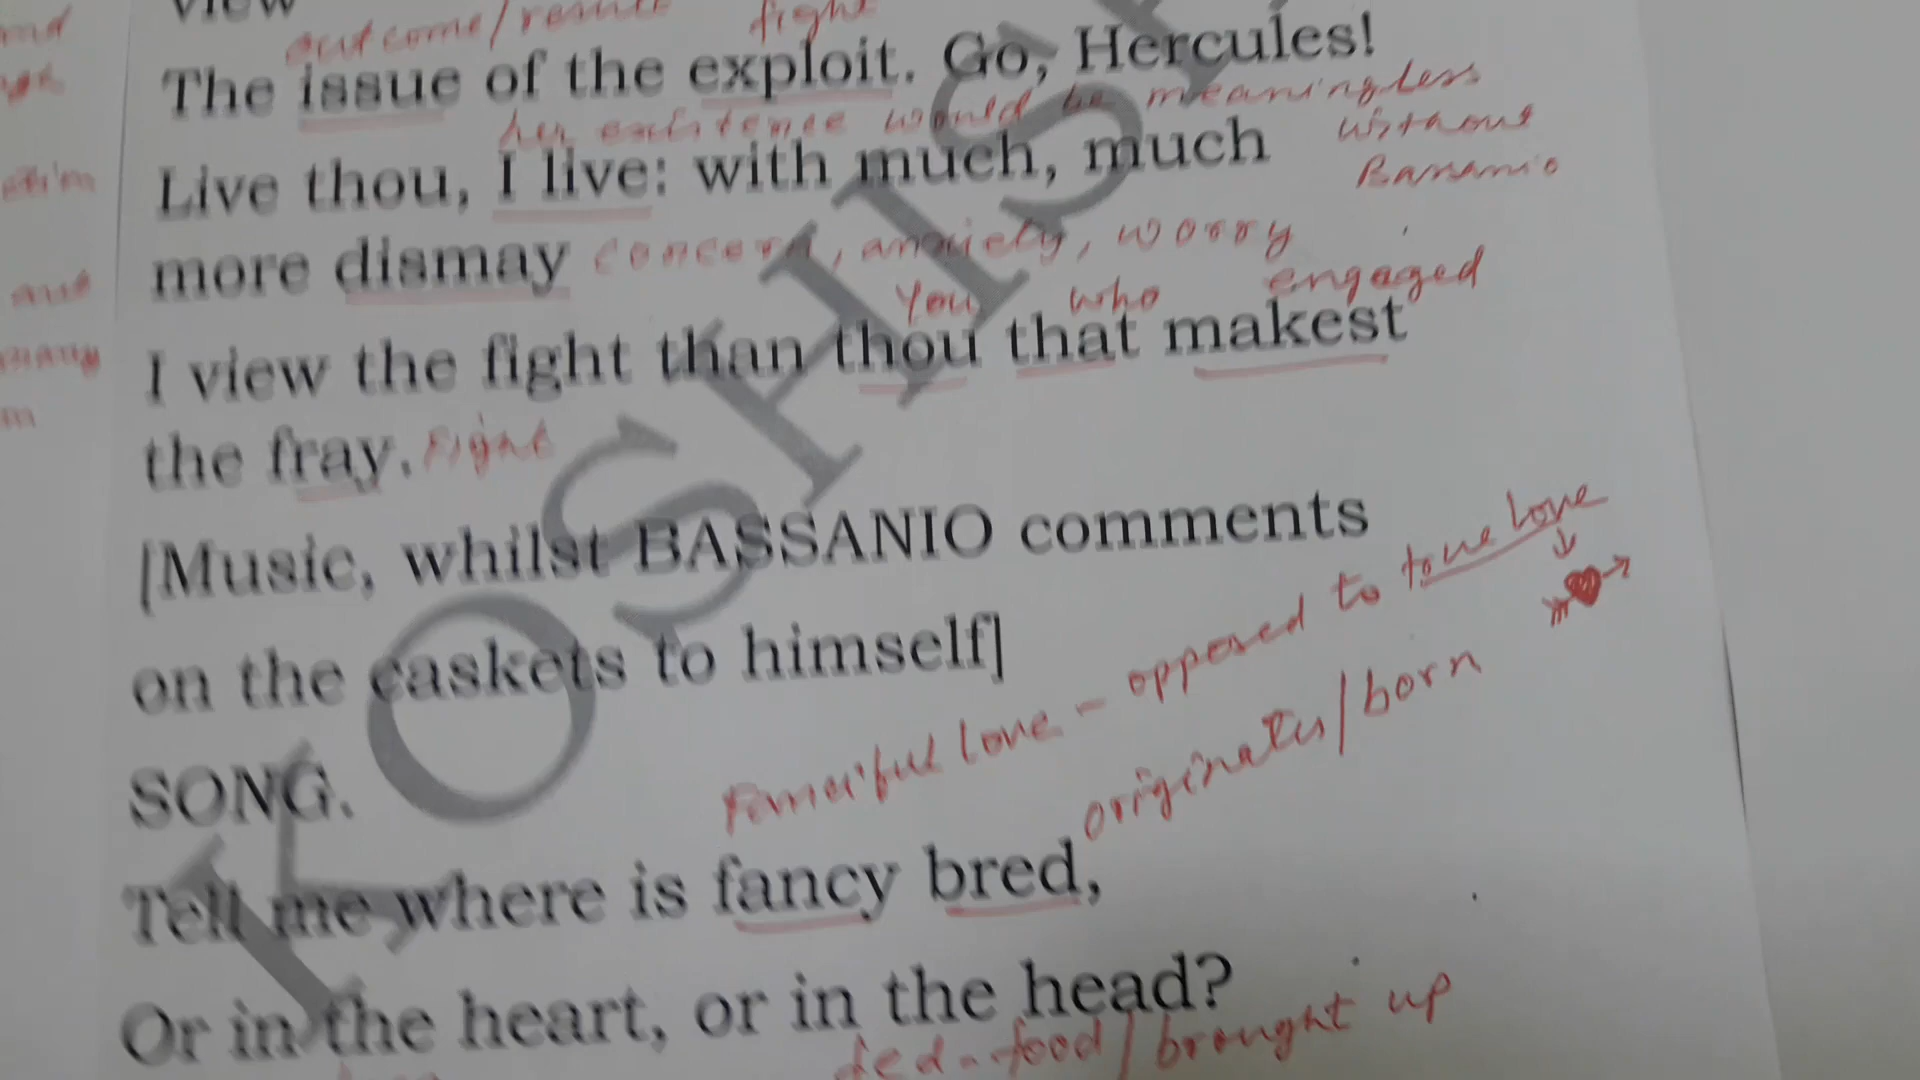 view
outcome/result fight
The issue of the exploit. Go, Hercules!
her existence would be meaningless
without
Live thou, I live: with much, much
Bassanio
more dismay concern, anxiety, worry
You who engaged
I view the fight than thou that makest
the fray. Fight
[Music, whilst BASSANIO comments
on the caskets to himself]
Fanciful love - opposed to true love
SONG.
originates/born
Tell me where is fancy bred,
Or in the heart, or in the head?
fed - food/brought up
KOSHIS